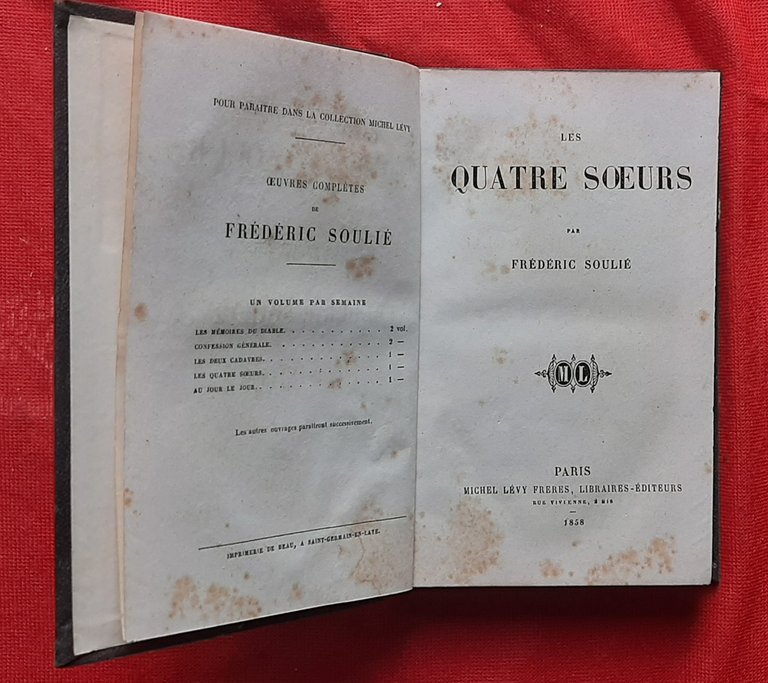 POUR PARAITRE DANS LA COLLECTION MICHEL LÉVY
ŒUVRES COMPLÈTES
DE
FRÉDÉRIC SOULIÉ
UN VOLUME PAR SEMAINE
LES MÉMOIRES DU DIABLE. . . . . . . . . . . 2 vol.
CONFESSION GÉNÉRALE. . . . . . . . . . . . 2 —
LES DEUX CADAVRES. . . . . . . . . . . . . 1 —
LES QUATRE SŒURS. . . . . . . . . . . . . 1 —
AU JOUR LE JOUR. . . . . . . . . . . . . . 1 —
Les autres ouvrages paraîtront successivement.
IMPRIMERIE DE BEAU, A SAINT-GERMAIN-EN-LAYE.
LES
QUATRE SŒURS
PAR
FRÉDÉRIC SOULIÉ
M L
PARIS
MICHEL LÉVY FRERES, LIBRAIRES-ÉDITEURS
RUE VIVIENNE, 2 BIS
—
1858